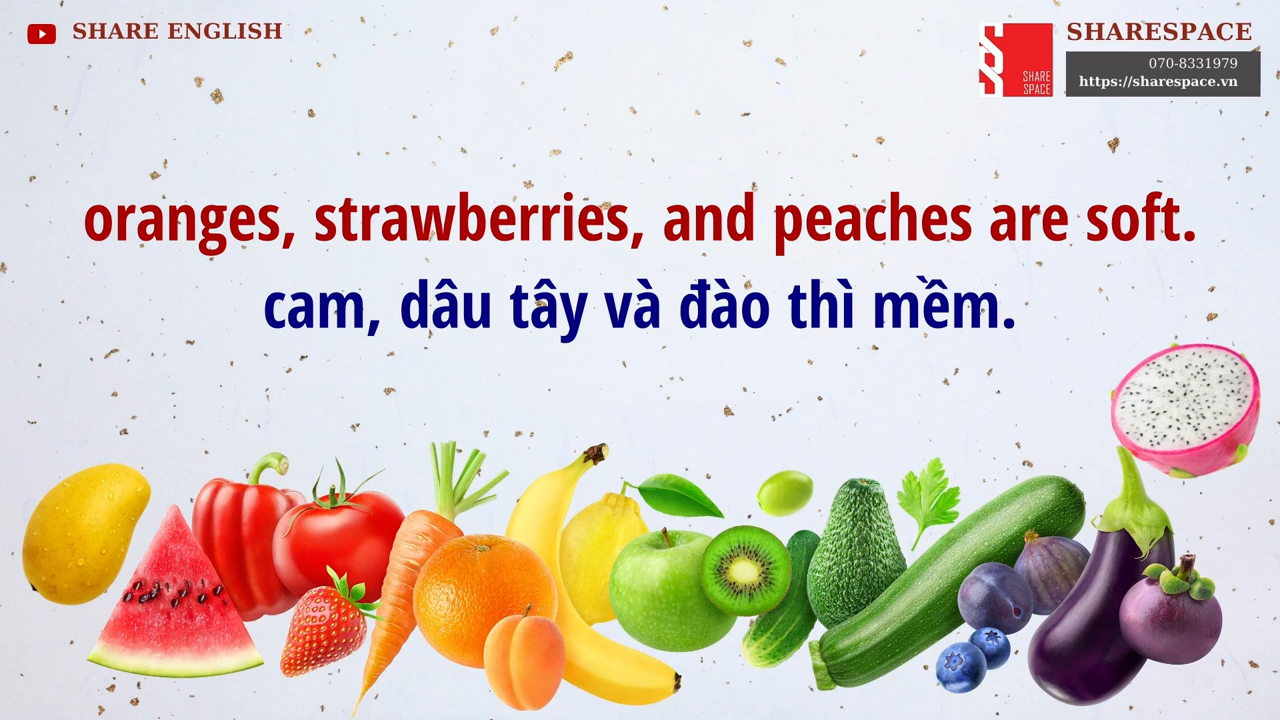 SHARE ENGLISH
SHARE
SPACE
SHARESPACE
070-8331979
https://sharespace.vn
oranges, strawberries, and peaches are soft.
cam, dâu tây và đào thì mềm.